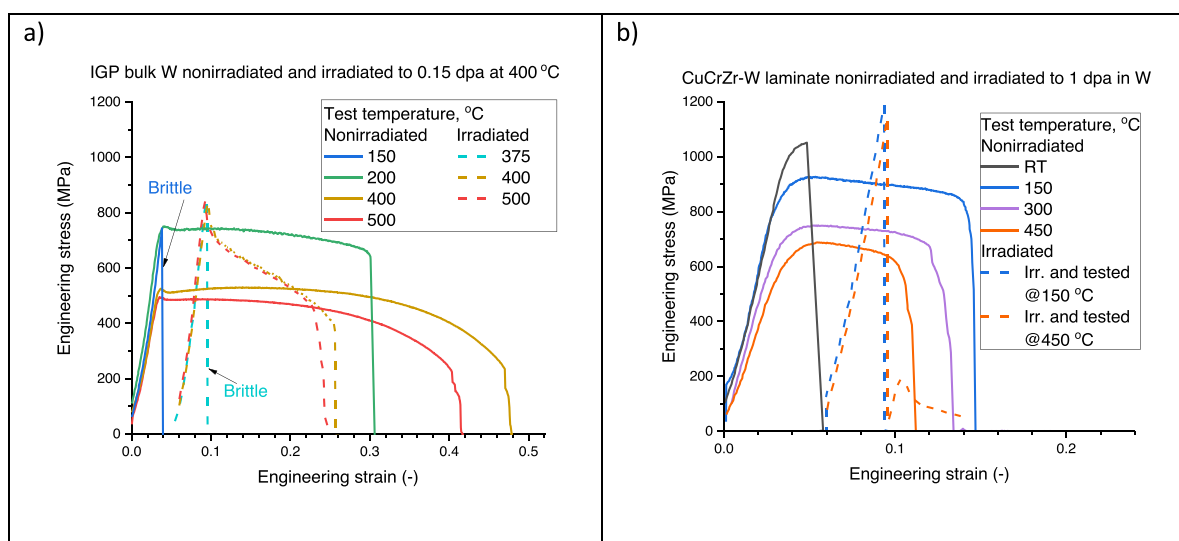 a)
IGP bulk W nonirradiated and irradiated to 0.15 dpa at 400 °C
Engineering stress (MPa)
1200
1000
800
600
400
200
0
Test temperature, °C
Nonirradiated Irradiated
150 375
200 400
400 500
500
Brittle
Brittle
0.0 0.1 0.2 0.3 0.4 0.5
Engineering strain (-)
b)
CuCrZr-W laminate nonirradiated and irradiated to 1 dpa in W
Engineering stress (MPa)
1200
1000
800
600
400
200
0
Test temperature, °C
Nonirradiated
RT
150
300
450
Irradiated
Irr. and tested
@150 °C
Irr. and tested
@450 °C
0.0 0.1 0.2
Engineering strain (-)